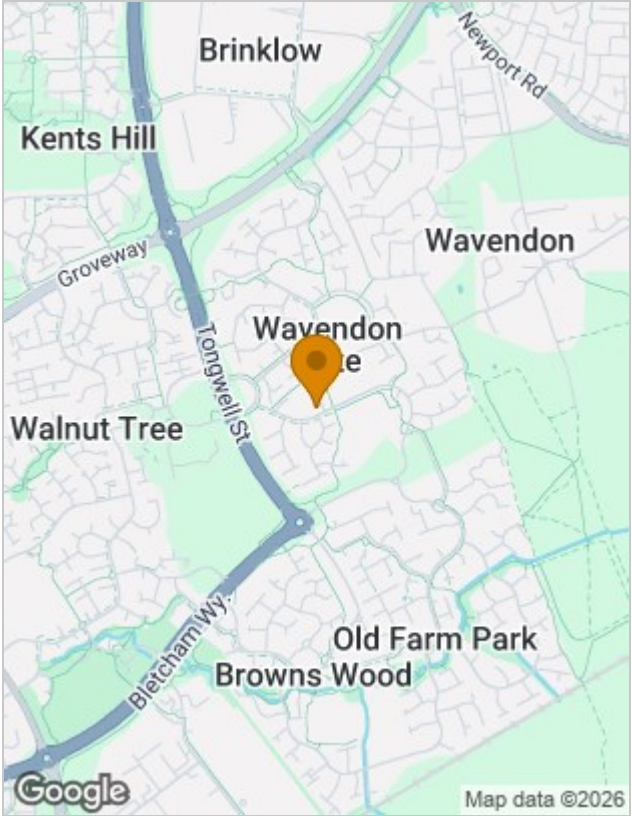 Brinklow
Newport Rd
Kents Hill
Wavendon
Groveway
Wavendon
Tongwell St
Walnut Tree
Old Farm Park
Browns Wood
Bletcham Wy
Google
Map data ©2026